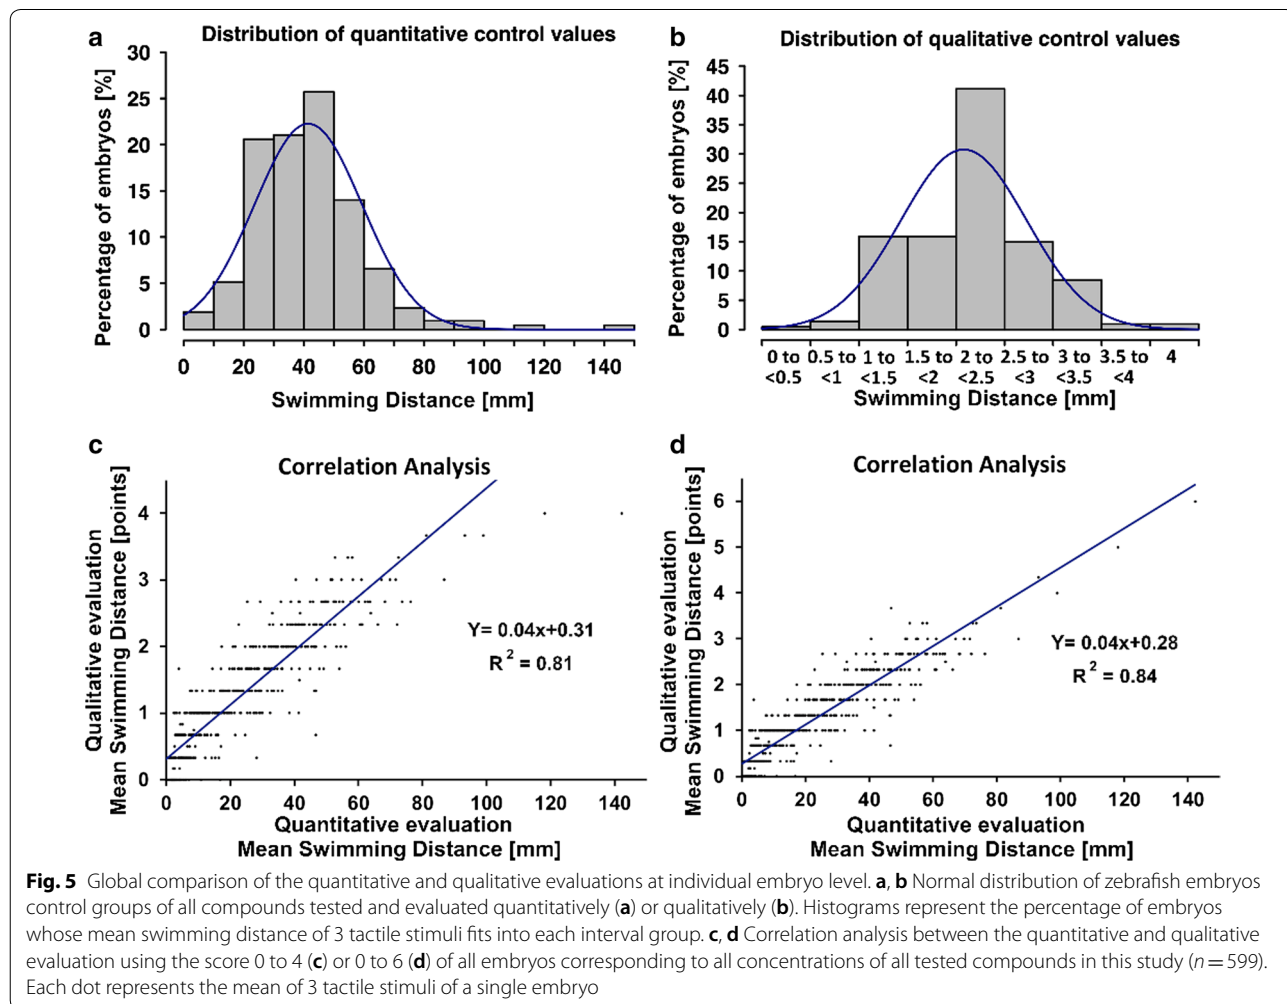 a
Distribution of quantitative control values
Percentage of embryos [%]
30
25
20
15
10
5
0
0 20 40 60 80 100 120 140
Swimming Distance [mm]
b
Distribution of qualitative control values
Percentage of embryos [%]
45
40
35
30
25
20
15
10
5
0
0 to 0.5 to 1 to 1.5 to 2 to 2.5 to 3 to 3.5 to 4
<0.5 <1 <1.5 <2 <2.5 <3 <3.5 <4
Swimming Distance [mm]
c
Correlation Analysis
Qualitative evaluation
Mean Swimming Distance [points]
4
3
2
1
0
Y= 0.04x+0.31
R² = 0.81
0 20 40 60 80 100 120 140
Quantitative evaluation
Mean Swimming Distance [mm]
d
Correlation Analysis
Qualitative evaluation
Mean Swimming Distance [points]
6
5
4
3
2
1
0
Y= 0.04x+0.28
R² = 0.84
0 20 40 60 80 100 120 140
Quantitative evaluation
Mean Swimming Distance [mm]
Fig. 5 Global comparison of the quantitative and qualitative evaluations at individual embryo level. a, b Normal distribution of zebrafish embryos
control groups of all compounds tested and evaluated quantitatively (a) or qualitatively (b). Histograms represent the percentage of embryos
whose mean swimming distance of 3 tactile stimuli fits into each interval group. c, d Correlation analysis between the quantitative and qualitative
evaluation using the score 0 to 4 (c) or 0 to 6 (d) of all embryos corresponding to all concentrations of all tested compounds in this study (n = 599).
Each dot represents the mean of 3 tactile stimuli of a single embryo